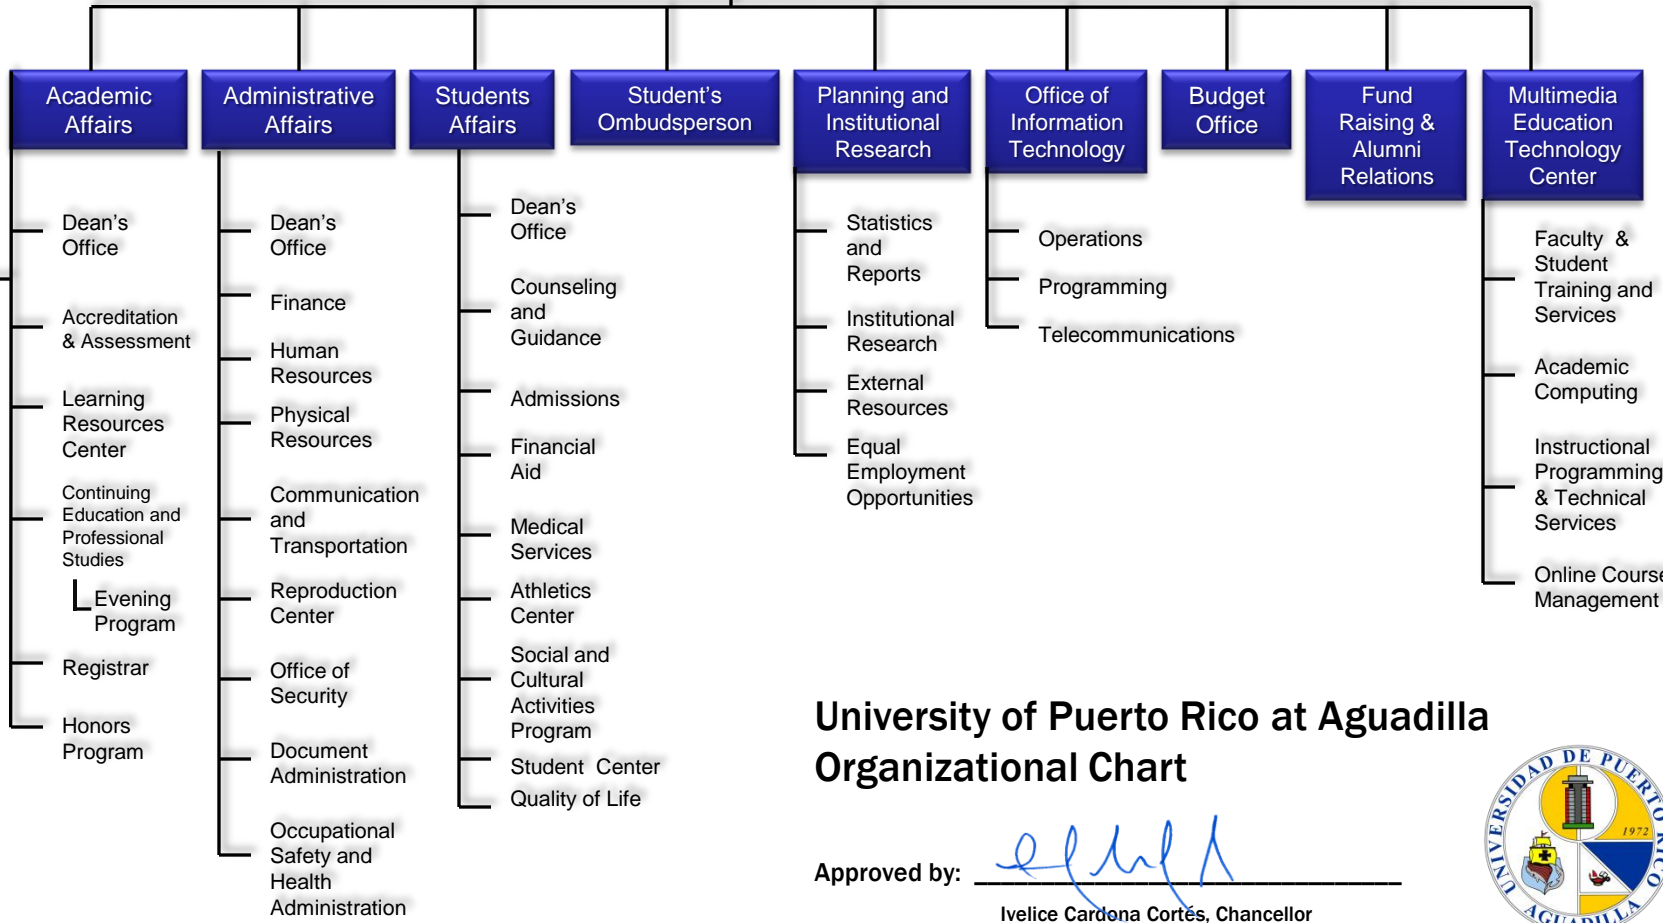 Academic
Affairs
Administrative
Affairs
Students
Affairs
Student's
Ombudsperson
Planning and
Institutional
Research
Office of
Information
Technology
Budget
Office
Fund
Raising &
Alumni
Relations
Multimedia
Education
Technology
Center
Dean's
Office
Accreditation
& Assessment
Learning
Resources
Center
Continuing
Education and
Professional
Studies
Evening
Program
Registrar
Honors
Program
Dean's
Office
Finance
Human
Resources
Physical
Resources
Communication
and
Transportation
Reproduction
Center
Office of
Security
Document
Administration
Occupational
Safety and
Health
Administration
Dean's
Office
Counseling
and
Guidance
Admissions
Financial
Aid
Medical
Services
Athletics
Center
Social and
Cultural
Activities
Program
Student Center
Quality of Life
Statistics
and
Reports
Institutional
Research
External
Resources
Equal
Employment
Opportunities
Operations
Programming
Telecommunications
Faculty &
Student
Training and
Services
Academic
Computing
Instructional
Programming
& Technical
Services
Online Course
Management
University of Puerto Rico at Aguadilla
Organizational Chart
Approved by:
Ivelice Cardona Cortés, Chancellor
UNIVERSIDAD DE PUERTO RICO
1972
AGUADILLA